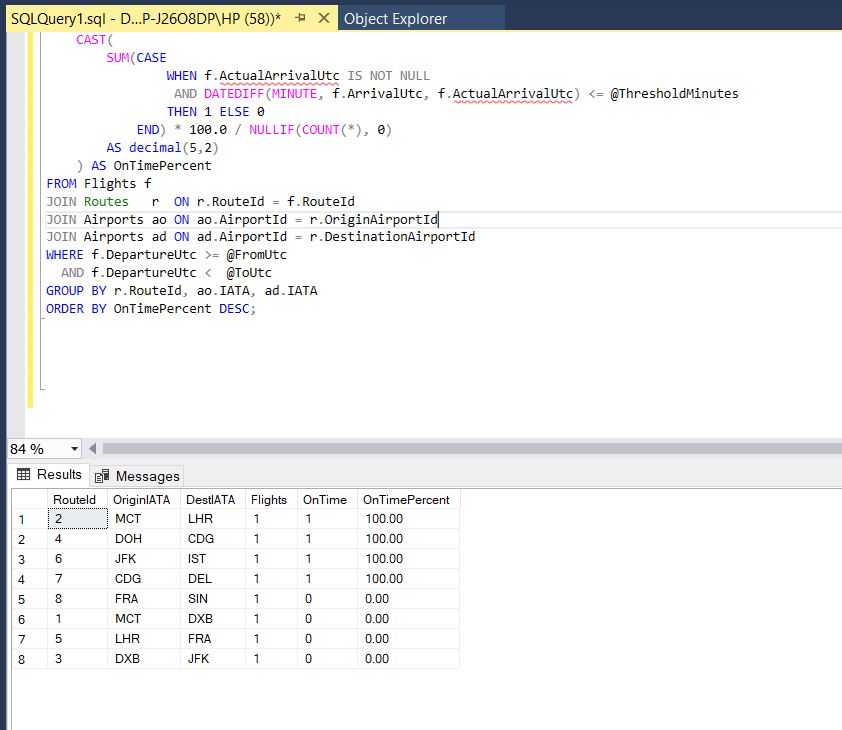 SQLQuery1.sql - D...P-J26O8DP\HP (58))* Object Explorer
CAST(
SUM(CASE
WHEN f.ActualArrivalUtc IS NOT NULL
AND DATEDIFF(MINUTE, f.ArrivalUtc, f.ActualArrivalUtc) <= @ThresholdMinutes
THEN 1 ELSE 0
END) * 100.0 / NULLIF(COUNT(*), 0)
AS decimal(5,2)
) AS OnTimePercent
FROM Flights f
JOIN Routes r ON r.RouteId = f.RouteId
JOIN Airports ao ON ao.AirportId = r.OriginAirportId
JOIN Airports ad ON ad.AirportId = r.DestinationAirportId
WHERE f.DepartureUtc >= @FromUtc
AND f.DepartureUtc < @ToUtc
GROUP BY r.RouteId, ao.IATA, ad.IATA
ORDER BY OnTimePercent DESC;
84 %
Results Messages
RouteId OriginIATA DestIATA Flights OnTime OnTimePercent
1 2 MCT LHR 1 1 100.00
2 4 DOH CDG 1 1 100.00
3 6 JFK IST 1 1 100.00
4 7 CDG DEL 1 1 100.00
5 8 FRA SIN 1 0 0.00
6 1 MCT DXB 1 0 0.00
7 5 LHR FRA 1 0 0.00
8 3 DXB JFK 1 0 0.00